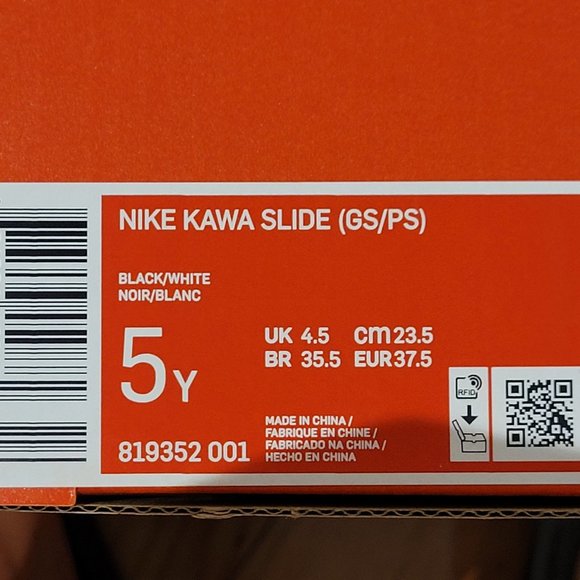 NIKE KAWA SLIDE (GS/PS)
BLACK/WHITE
NOIR/BLANC
5Y
UK 4.5 cm 23.5
BR 35.5 EUR 37.5
819352 001
MADE IN CHINA /
FABRIQUE EN CHINE /
FABRICADO NA CHINA /
HECHO EN CHINA
RFID